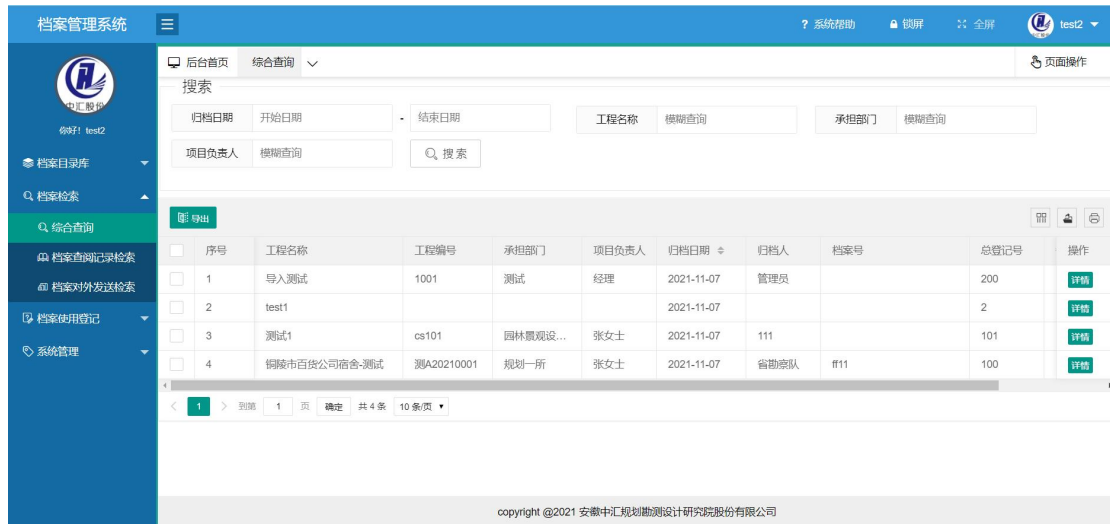 档案管理系统
? 系统帮助 锁屏 全屏 test2
中汇股份
你好！test2
后台首页 综合查询 页面操作
搜索
归档日期 开始日期 - 结束日期 工程名称 模糊查询 承担部门 模糊查询
项目负责人 模糊查询 搜索
档案目录库
档案检索
综合查询
档案查阅记录检索
档案对外发送检索
档案使用登记
系统管理
导出
序号 工程名称 工程编号 承担部门 项目负责人 归档日期 归档人 档案号 总登记号 操作
1 导入测试 1001 测试 经理 2021-11-07 管理员 200 详情
2 test1 2021-11-07 2 详情
3 测试1 cs101 园林景观设... 张女士 2021-11-07 111 101 详情
4 铜陵市百货公司宿舍-测试 测A20210001 规划一所 张女士 2021-11-07 省勘察队 ff11 100 详情
1 到第 1 页 确定 共 4 条 10 条/页
copyright @2021 安徽中汇规划勘测设计研究院股份有限公司